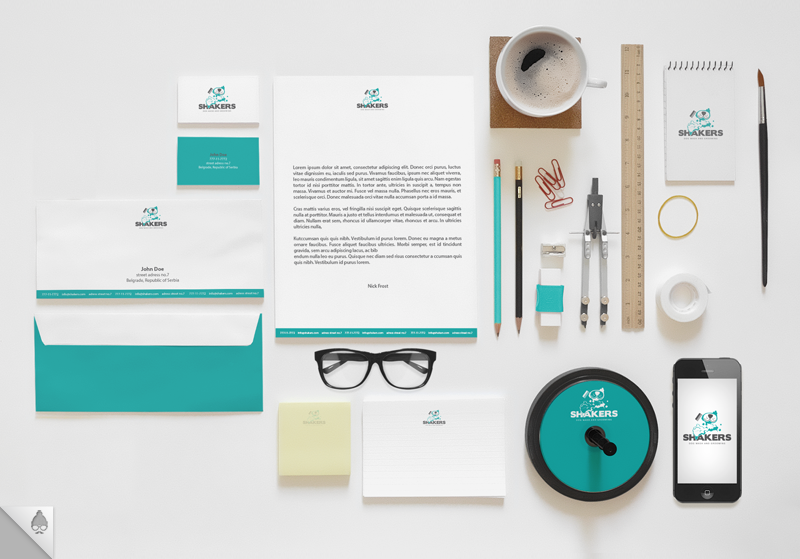 SHAKERS
SHAKERS
Lorem ipsum dolor sit amet, consectetur adipiscing elit. Donec orci purus, luctus
vitae dictum eu, iaculis sed purus. Vivamus faucibus, ipsum nec aliquet viverra,
leo mauris condimentum ligula, sit amet sagittis enim ligula quis arcu. Nam egestas
tortor id nisi porttitor mattis. In tortor ante, ultricies in suscipit a, tempus non
massa. Vivamus et auctor mi. Fusce vel massa nulla. Phasellus nec eros mauris, et
scelerisque orci. Donec malesuada orci vitae nulla accumsan porta a id metus.
Cras mattis varius eros, vel fringilla nisi suscipit eget. Quisque scelerisque sagittis
nulla at porttitor. Mauris a justo et tellus interdum et malesuada ut, consequat et
diam. Nullam erat sem, rhoncus id ullamcorper vitae, rhoncus at arcu. In ultricies
ultricies nulla,
accumsan quis quis nibh. Vestibulum id purus lorem. Donec eu magna a metus
ornare faucibus. Fusce aliquet faucibus ultricies. Morbi semper, est id tincidunt
gravida, sem arcu adipiscing lacus, ac bib
endum nulla leo eu purus. Quisque nec diam sed risus consectetur a cumsan quis
quis nib. Vestibulum id purus lorem.
Nick Frost
SHAKERS
SHAKERS
John Doe
street adress no.7
Belgrade, Republic of Serbia
SHAKERS
SHAKERS
SHAKERS
SHAKERS